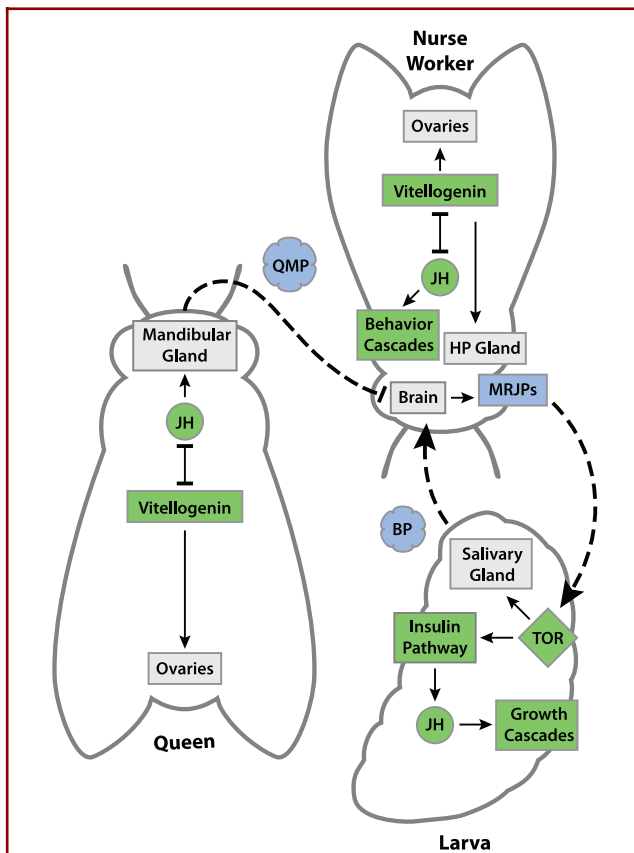 Nurse
Worker
Ovaries
Vitellogenin
JH
Behavior
Cascades
HP Gland
Brain
MRJPs
QMP
Mandibular
Gland
JH
Vitellogenin
Ovaries
Queen
BP
Salivary
Gland
Insulin
Pathway
TOR
JH
Growth
Cascades
Larva